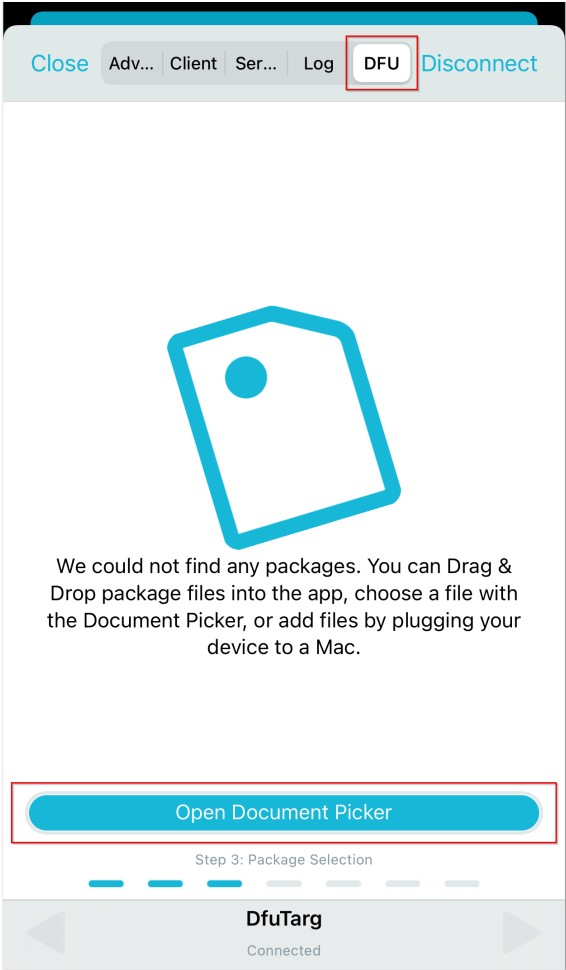 Close Adv... Client Ser... Log DFU Disconnect
We could not find any packages. You can Drag &
Drop package files into the app, choose a file with
the Document Picker, or add files by plugging your
device to a Mac.
Open Document Picker
Step 3: Package Selection
DfuTarg
Connected